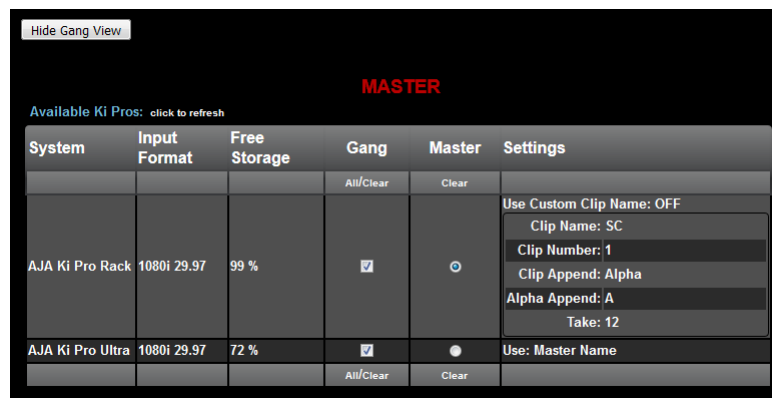 Hide Gang View
MASTER
Available Ki Pros: click to refresh
System Input Format Free Storage Gang Master Settings
All/Clear Clear
AJA Ki Pro Rack 1080i 29.97 99 % Use Custom Clip Name: OFF
Clip Name: SC
Clip Number: 1
Clip Append: Alpha
Alpha Append: A
Take: 12
AJA Ki Pro Ultra 1080i 29.97 72 % Use: Master Name
All/Clear Clear